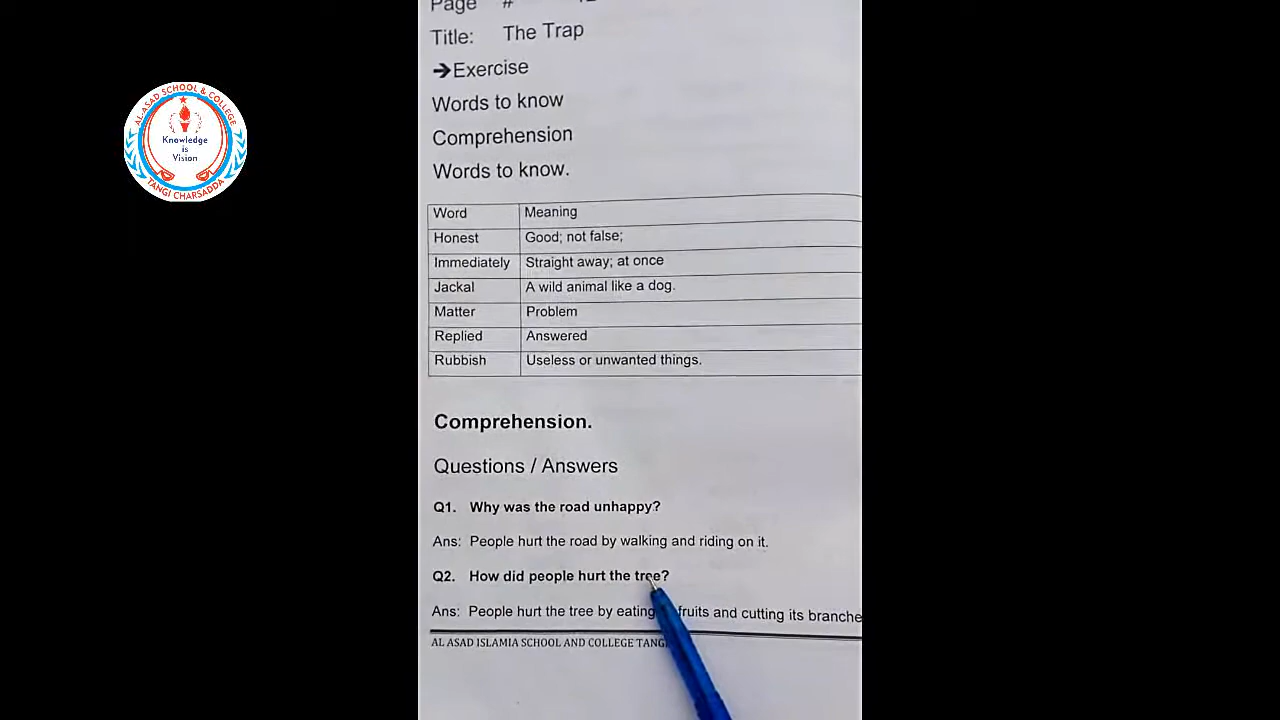 AL-ASAD SCHOOL & COLLEGE
Knowledge
is
Vision
TANGI CHARSADDA
Page #
Title: The Trap
➔Exercise
Words to know
Comprehension
Words to know.
Word Meaning
Honest Good; not false;
Immediately Straight away; at once
Jackal A wild animal like a dog.
Matter Problem
Replied Answered
Rubbish Useless or unwanted things.
Comprehension.
Questions / Answers
Q1. Why was the road unhappy?
Ans: People hurt the road by walking and riding on it.
Q2. How did people hurt the tree?
Ans: People hurt the tree by eating fruits and cutting its branche
AL ASAD ISLAMIA SCHOOL AND COLLEGE TANG